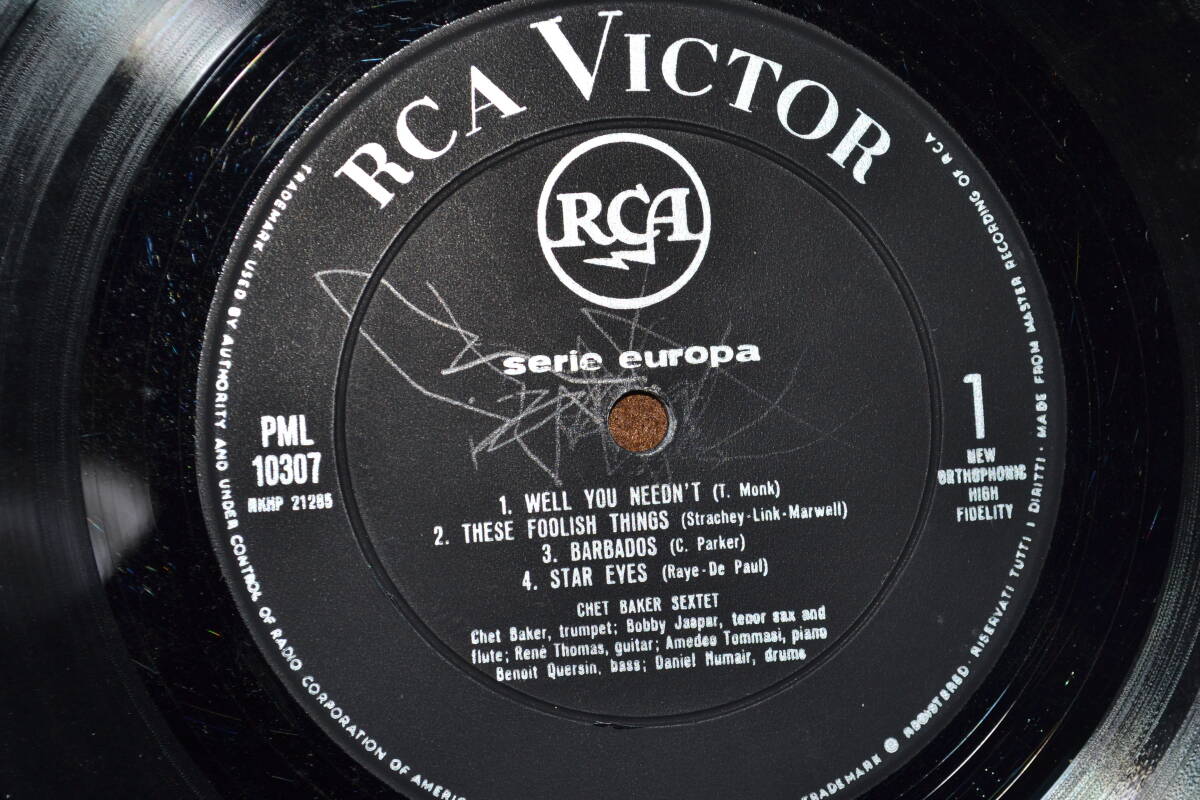 RCA VICTOR
RCA
serie europa
PML
10307
RKHP 21285
1
NEW
ORTHOPHONIC
HIGH
FIDELITY
1. WELL YOU NEEDN'T (T. Monk)
2. THESE FOOLISH THINGS (Strachey-Link-Marwell)
3. BARBADOS (C. Parker)
4. STAR EYES (Raye-De Paul)
CHET BAKER SEXTET
Chet Baker, trumpet; Bobby Jaspar, tenor sax and
flute; René Thomas, guitar; Amedeo Tommasi, piano
Benoit Quersin, bass; Daniel Humair, drums
TRADEMARK USED BY AUTHORITY AND UNDER CONTROL OF RADIO CORPORATION OF AMERIC
TRADEMARK ® REGISTERED · RISERVATI TUTTI I DIRITTI · MADE FROM MASTER RECORDING OF RCA